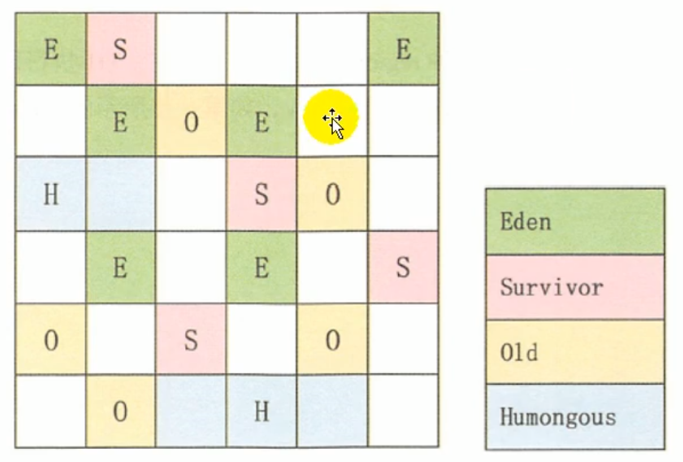 E S E
E O E
H S O
E E S
O S O
O H
Eden
Survivor
Old
Humongous